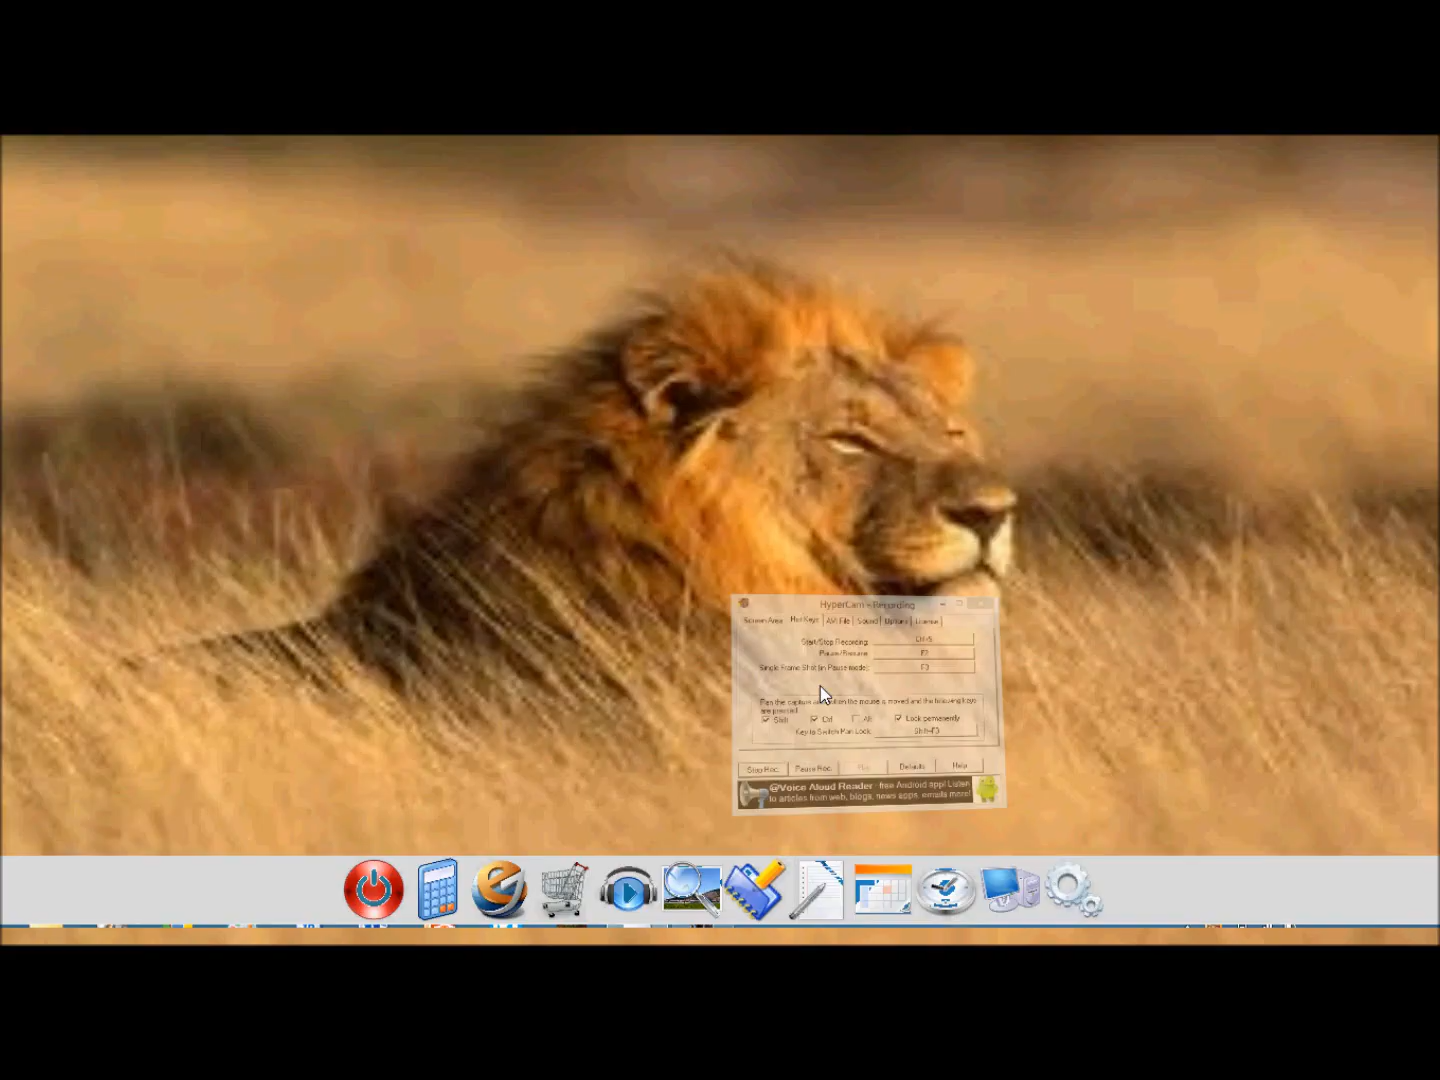 HyperCam - Recording
Screen Area Hot Keys AVI File Sound Options License
Start/Stop Recording:
Pause/Resume: F2
Single Frame Shot (in Pause mode): F3
Pan the capture area when the mouse is moved and the following keys
are pressed
Shift Ctrl Alt Lock permanently
Key to Switch Pan Lock: Shift+F3
Stop Rec. Pause Rec. Play Defaults Help
@Voice Aloud Reader - free Android app! Listen
to articles from web, blogs, news apps, emails more!